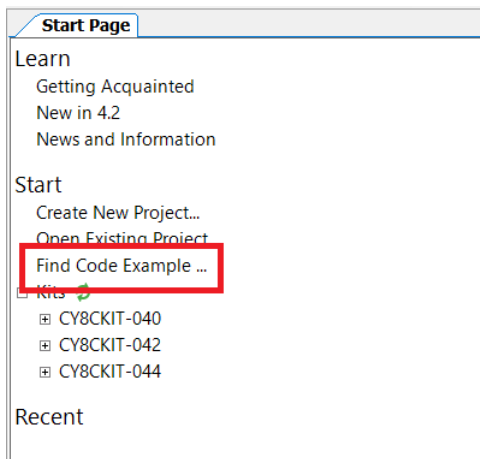 Start Page
Learn
Getting Acquainted
New in 4.2
News and Information
Start
Create New Project...
Open Existing Project
Find Code Example ...
Kits
CY8CKIT-040
CY8CKIT-042
CY8CKIT-044
Recent